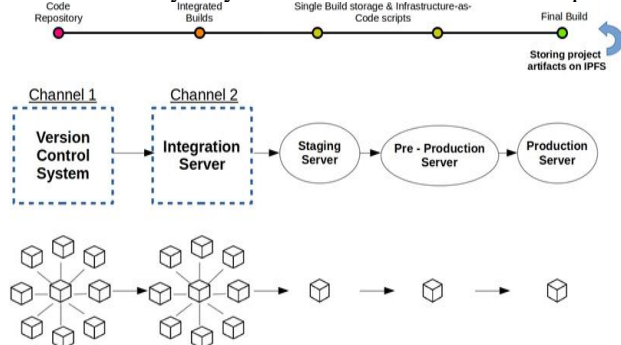 Code
Repository
Integrated
Builds
Single Build storage & Infrastructure-as-
Code scripts
Final Build
Storing project
artifacts on IPFS
Channel 1
Channel 2
Version
Control
System
Integration
Server
Staging
Server
Pre - Production
Server
Production
Server